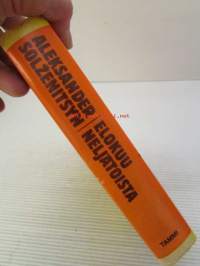 ALEKSANDER
SOLZENITSYN
ELOKUU
NELJÄTOISTA
TAMMI